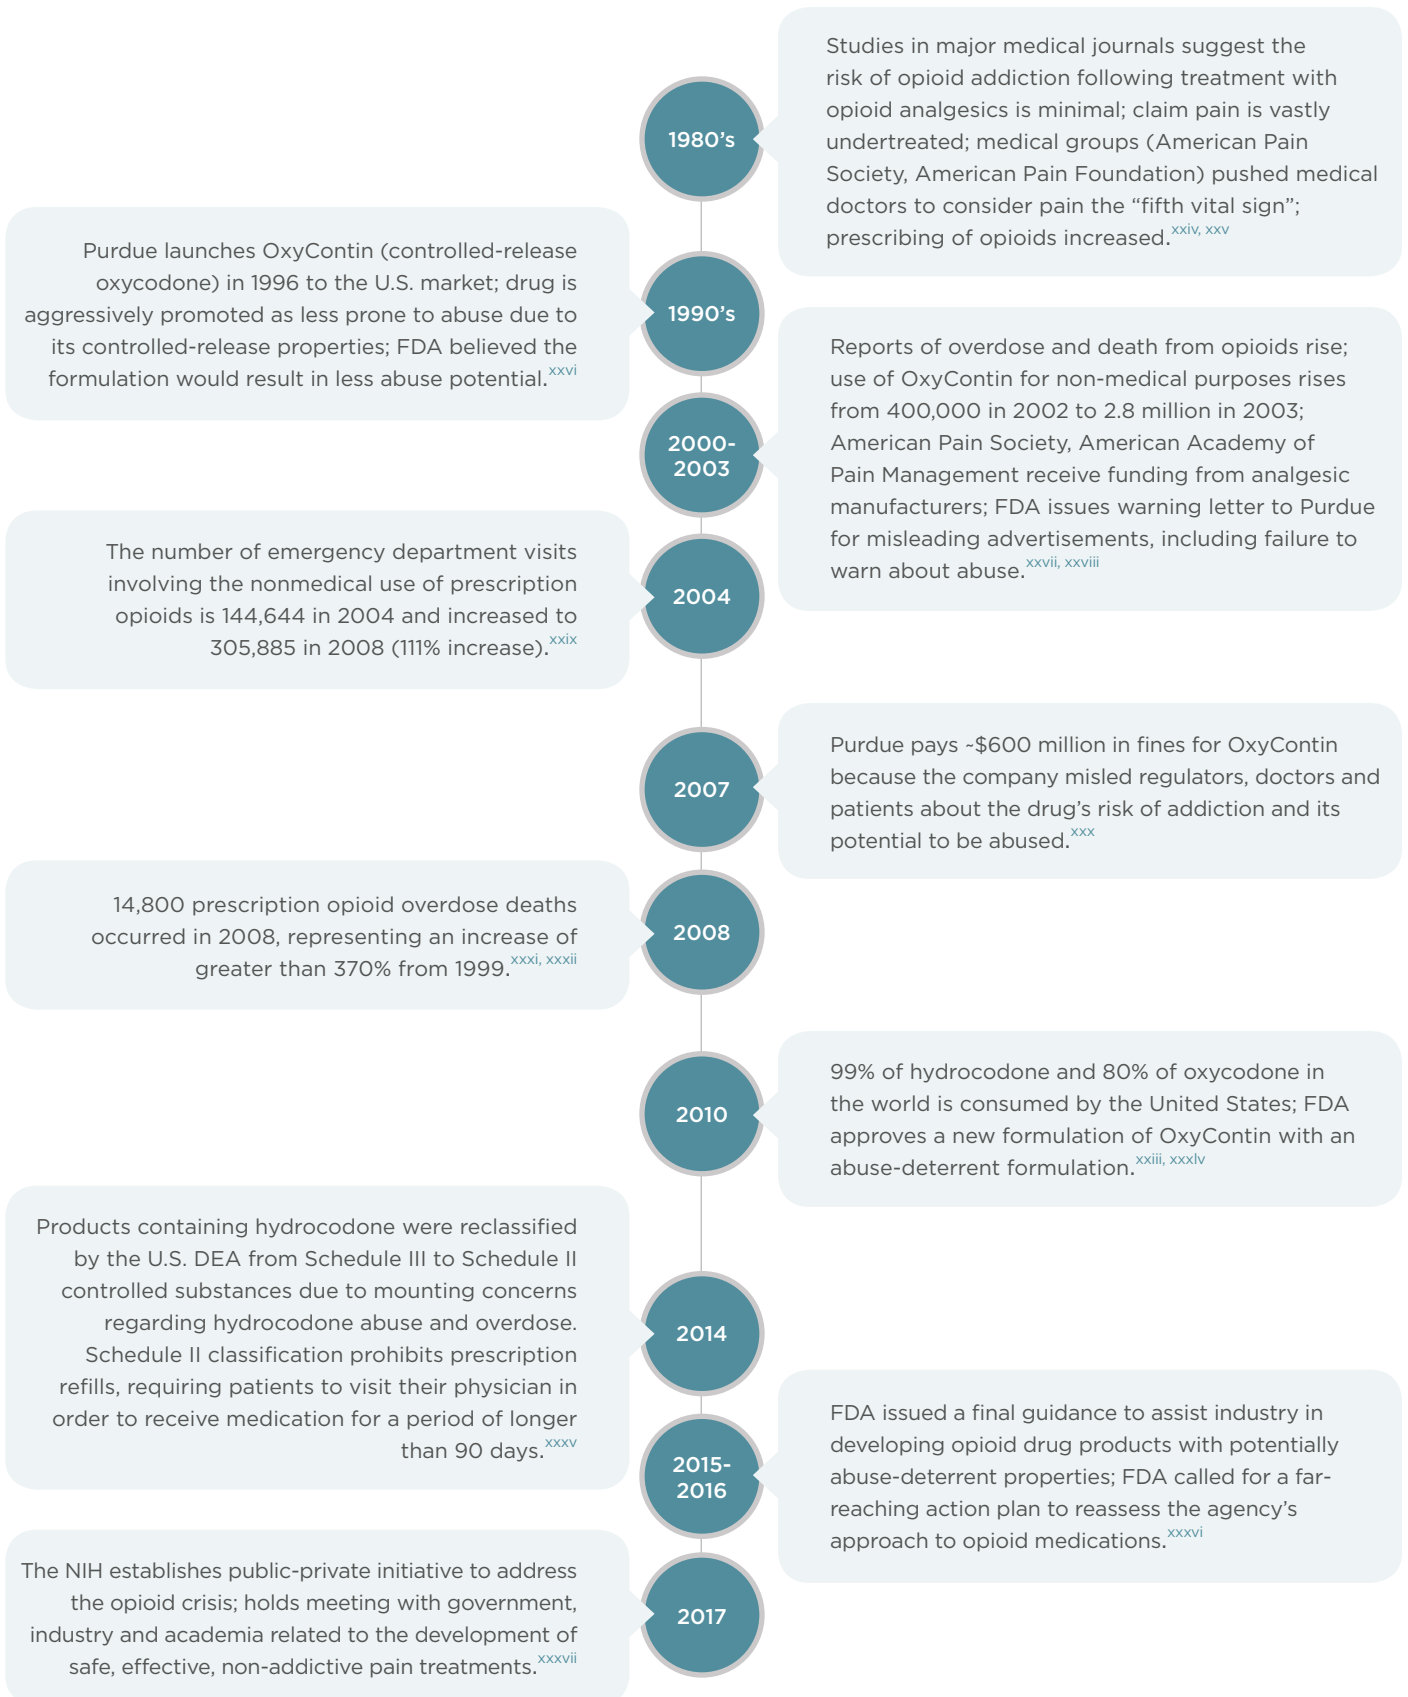 1980's
Studies in major medical journals suggest the
risk of opioid addiction following treatment with
opioid analgesics is minimal; claim pain is vastly
undertreated; medical groups (American Pain
Society, American Pain Foundation) pushed medical
doctors to consider pain the “fifth vital sign”;
prescribing of opioids increased.xxiv, xxv
1990's
Purdue launches OxyContin (controlled-release
oxycodone) in 1996 to the U.S. market; drug is
aggressively promoted as less prone to abuse due to
its controlled-release properties; FDA believed the
formulation would result in less abuse potential.xxvi
2000-
2003
Reports of overdose and death from opioids rise;
use of OxyContin for non-medical purposes rises
from 400,000 in 2002 to 2.8 million in 2003;
American Pain Society, American Academy of
Pain Management receive funding from analgesic
manufacturers; FDA issues warning letter to Purdue
for misleading advertisements, including failure to
warn about abuse.xxvii, xxviii
2004
The number of emergency department visits
involving the nonmedical use of prescription
opioids is 144,644 in 2004 and increased to
305,885 in 2008 (111% increase).xxix
2007
Purdue pays ~$600 million in fines for OxyContin
because the company misled regulators, doctors and
patients about the drug's risk of addiction and its
potential to be abused.xxx
2008
14,800 prescription opioid overdose deaths
occurred in 2008, representing an increase of
greater than 370% from 1999.xxxi, xxxii
2010
99% of hydrocodone and 80% of oxycodone in
the world is consumed by the United States; FDA
approves a new formulation of OxyContin with an
abuse-deterrent formulation.xxiii, xxxlv
2014
Products containing hydrocodone were reclassified
by the U.S. DEA from Schedule III to Schedule II
controlled substances due to mounting concerns
regarding hydrocodone abuse and overdose.
Schedule II classification prohibits prescription
refills, requiring patients to visit their physician in
order to receive medication for a period of longer
than 90 days.xxxv
2015-
2016
FDA issued a final guidance to assist industry in
developing opioid drug products with potentially
abuse-deterrent properties; FDA called for a far-
reaching action plan to reassess the agency's
approach to opioid medications.xxxvi
2017
The NIH establishes public-private initiative to address
the opioid crisis; holds meeting with government,
industry and academia related to the development of
safe, effective, non-addictive pain treatments.xxxvii